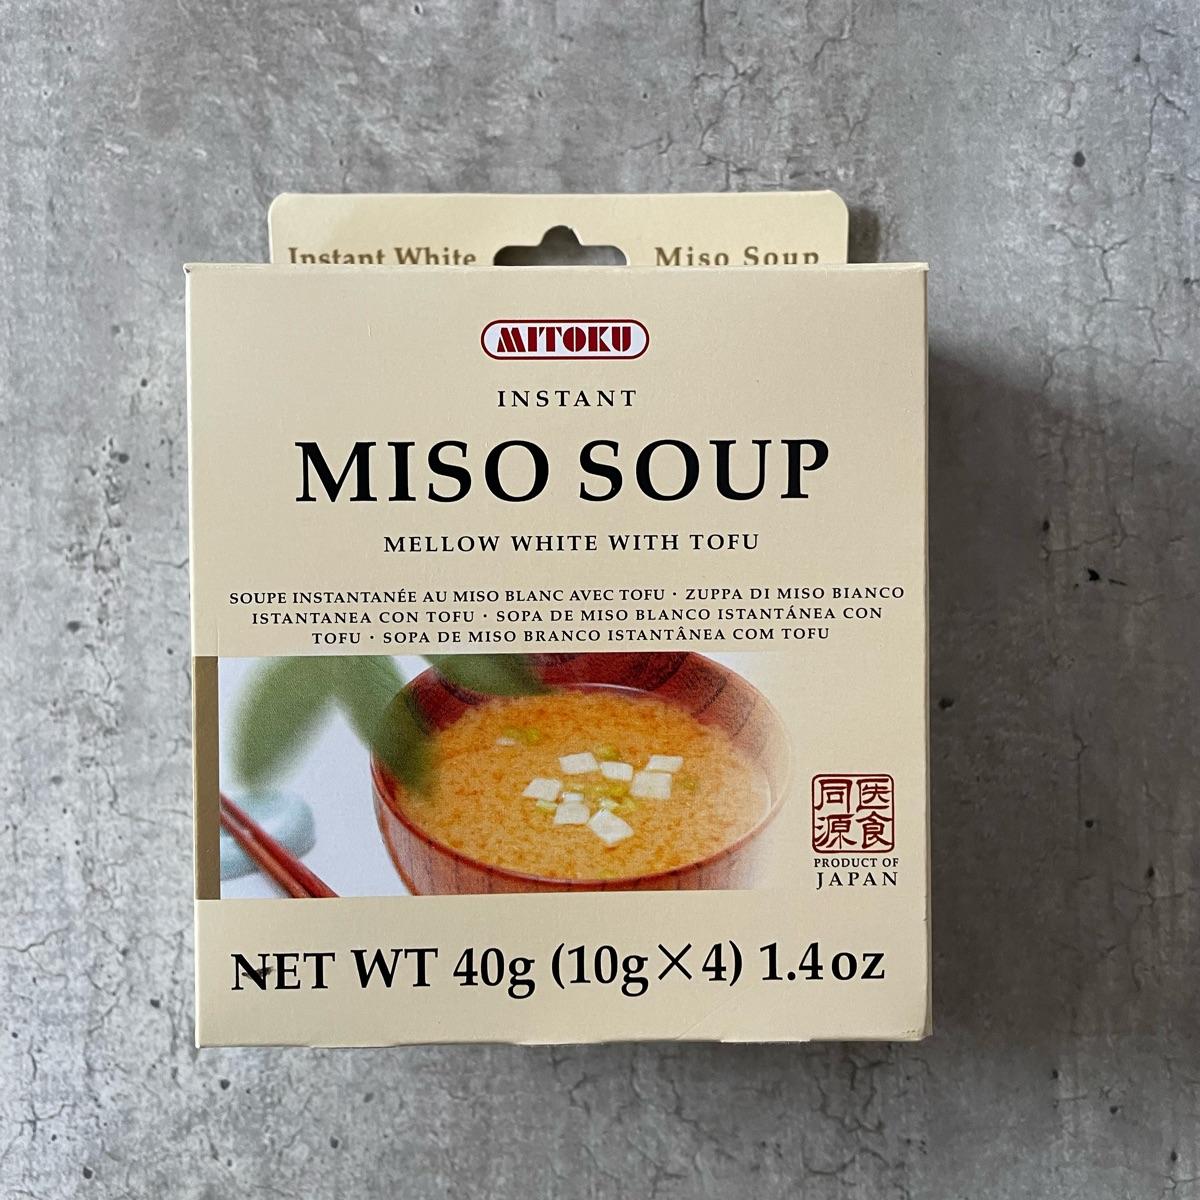 Instant White Miso Soup
MITOKU
INSTANT
MISO SOUP
MELLOW WHITE WITH TOFU
SOUPE INSTANTANÉE AU MISO BLANC AVEC TOFU · ZUPPA DI MISO BIANCO
ISTANTANEA CON TOFU · SOPA DE MISO BLANCO ISTANTÁNEA CON
TOFU · SOPA DE MISO BRANCO ISTANTÂNEA COM TOFU
医食
同源
PRODUCT OF
JAPAN
NET WT 40g (10g×4) 1.4oz